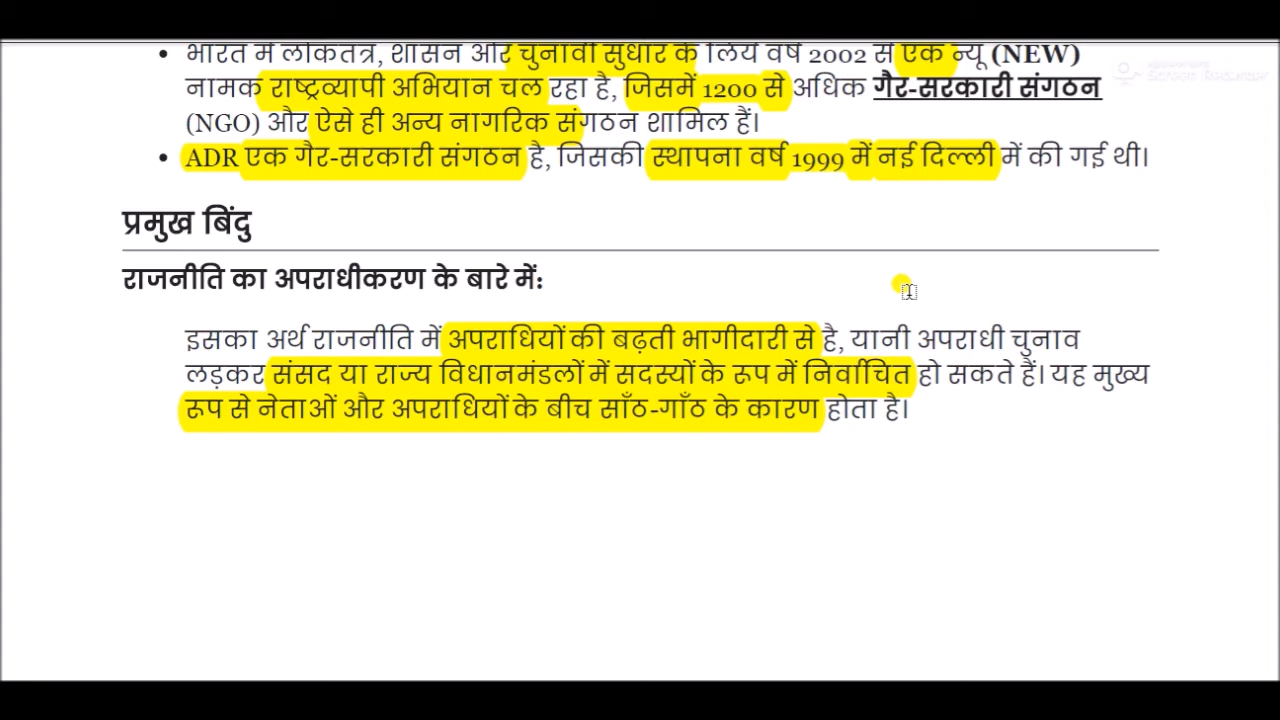 भारत में लोकतंत्र, शासन और चुनावी सुधार के लिये वर्ष 2002 से एक न्यू (NEW)
नामक राष्ट्रव्यापी अभियान चल रहा है, जिसमें 1200 से अधिक गैर-सरकारी संगठन
(NGO) और ऐसे ही अन्य नागरिक संगठन शामिल हैं।
ADR एक गैर-सरकारी संगठन है, जिसकी स्थापना वर्ष 1999 में नई दिल्ली में की गई थी।
प्रमुख बिंदु
राजनीति का अपराधीकरण के बारे में:
इसका अर्थ राजनीति में अपराधियों की बढ़ती भागीदारी से है, यानी अपराधी चुनाव
लड़कर संसद या राज्य विधानमंडलों में सदस्यों के रूप में निर्वाचित हो सकते हैं। यह मुख्य
रूप से नेताओं और अपराधियों के बीच साँठ-गाँठ के कारण होता है।